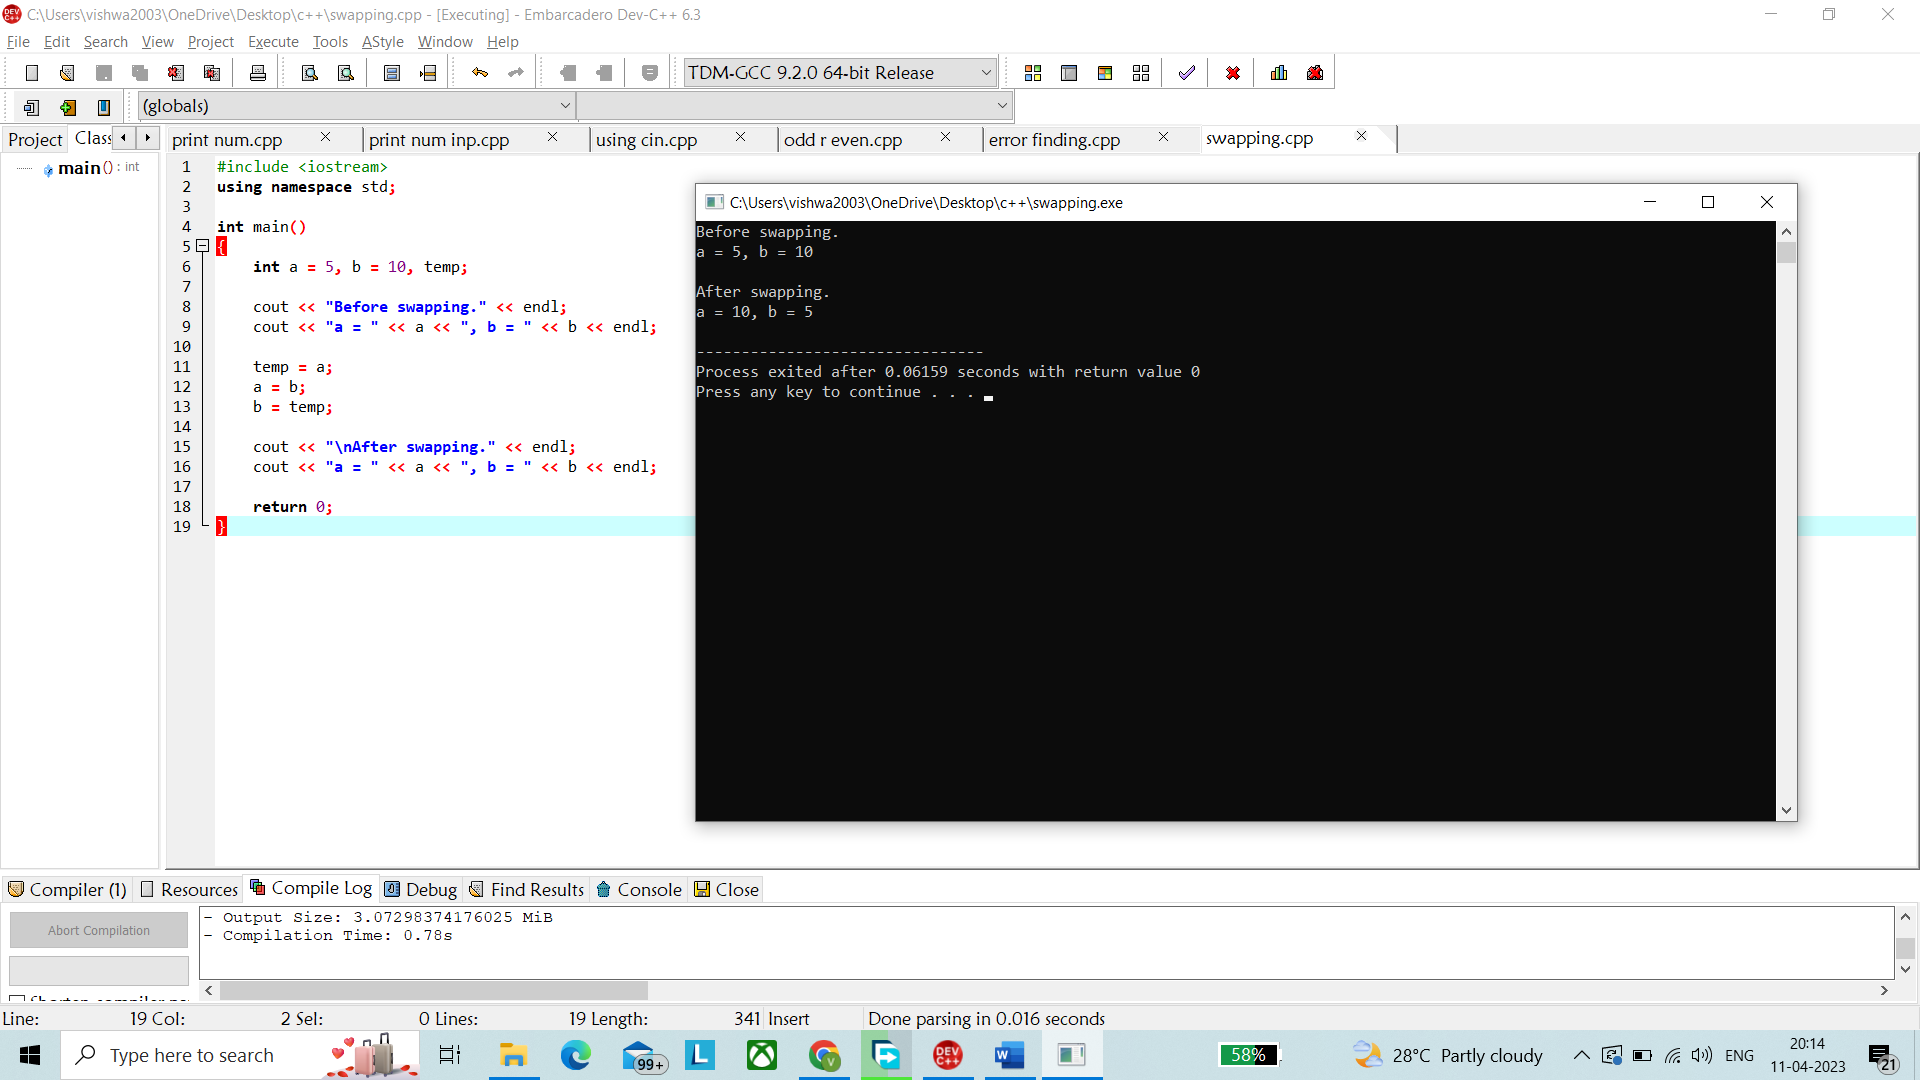 C:\Users\vishwa2003\OneDrive\Desktop\c++\swapping.cpp - [Executing] - Embarcadero Dev-C++ 6.3
File Edit Search View Project Execute Tools AStyle Window Help
TDM-GCC 9.2.0 64-bit Release
(globals)
Project Class print num.cpp print num inp.cpp using cin.cpp odd r even.cpp error finding.cpp swapping.cpp
main() : int
1 #include <iostream>
2 using namespace std;
3
4 int main()
5 {
6 int a = 5, b = 10, temp;
7
8 cout << "Before swapping." << endl;
9 cout << "a = " << a << ", b = " << b << endl;
10
11 temp = a;
12 a = b;
13 b = temp;
14
15 cout << "\nAfter swapping." << endl;
16 cout << "a = " << a << ", b = " << b << endl;
17
18 return 0;
19 }
C:\Users\vishwa2003\OneDrive\Desktop\c++\swapping.exe
Before swapping.
a = 5, b = 10
After swapping.
a = 10, b = 5
--------------------------------
Process exited after 0.06159 seconds with return value 0
Press any key to continue . . .
Compiler (1) Resources Compile Log Debug Find Results Console Close
Abort Compilation
- Output Size: 3.07298374176025 MiB
- Compilation Time: 0.78s
Line: 19 Col: 2 Sel: 0 Lines: 19 Length: 341 Insert Done parsing in 0.016 seconds
Type here to search
99+
L
DEV C++
58%
28°C Partly cloudy
ENG
20:14
11-04-2023
21